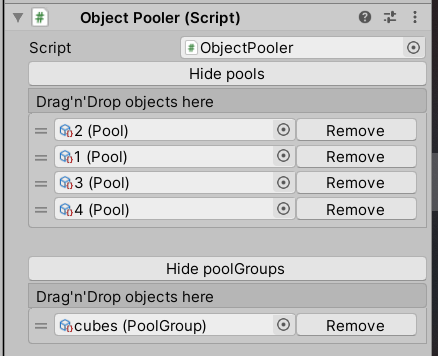 Object Pooler (Script)
Script ObjectPooler
Hide pools
Drag'n'Drop objects here
2 (Pool) Remove
1 (Pool) Remove
3 (Pool) Remove
4 (Pool) Remove
Hide poolGroups
Drag'n'Drop objects here
cubes (PoolGroup) Remove